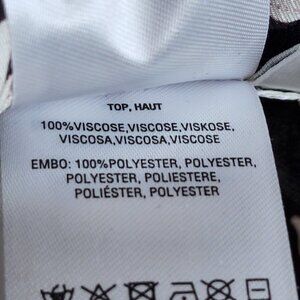 TOP, HAUT
100%VISCOSE,VISCOSE,VISKOSE,
VISCOSA,VISCOSA,VISCOSE
EMBO: 100%POLYESTER, POLYESTER,
POLYESTER, POLIESTERE,
POLIÉSTER, POLYESTER